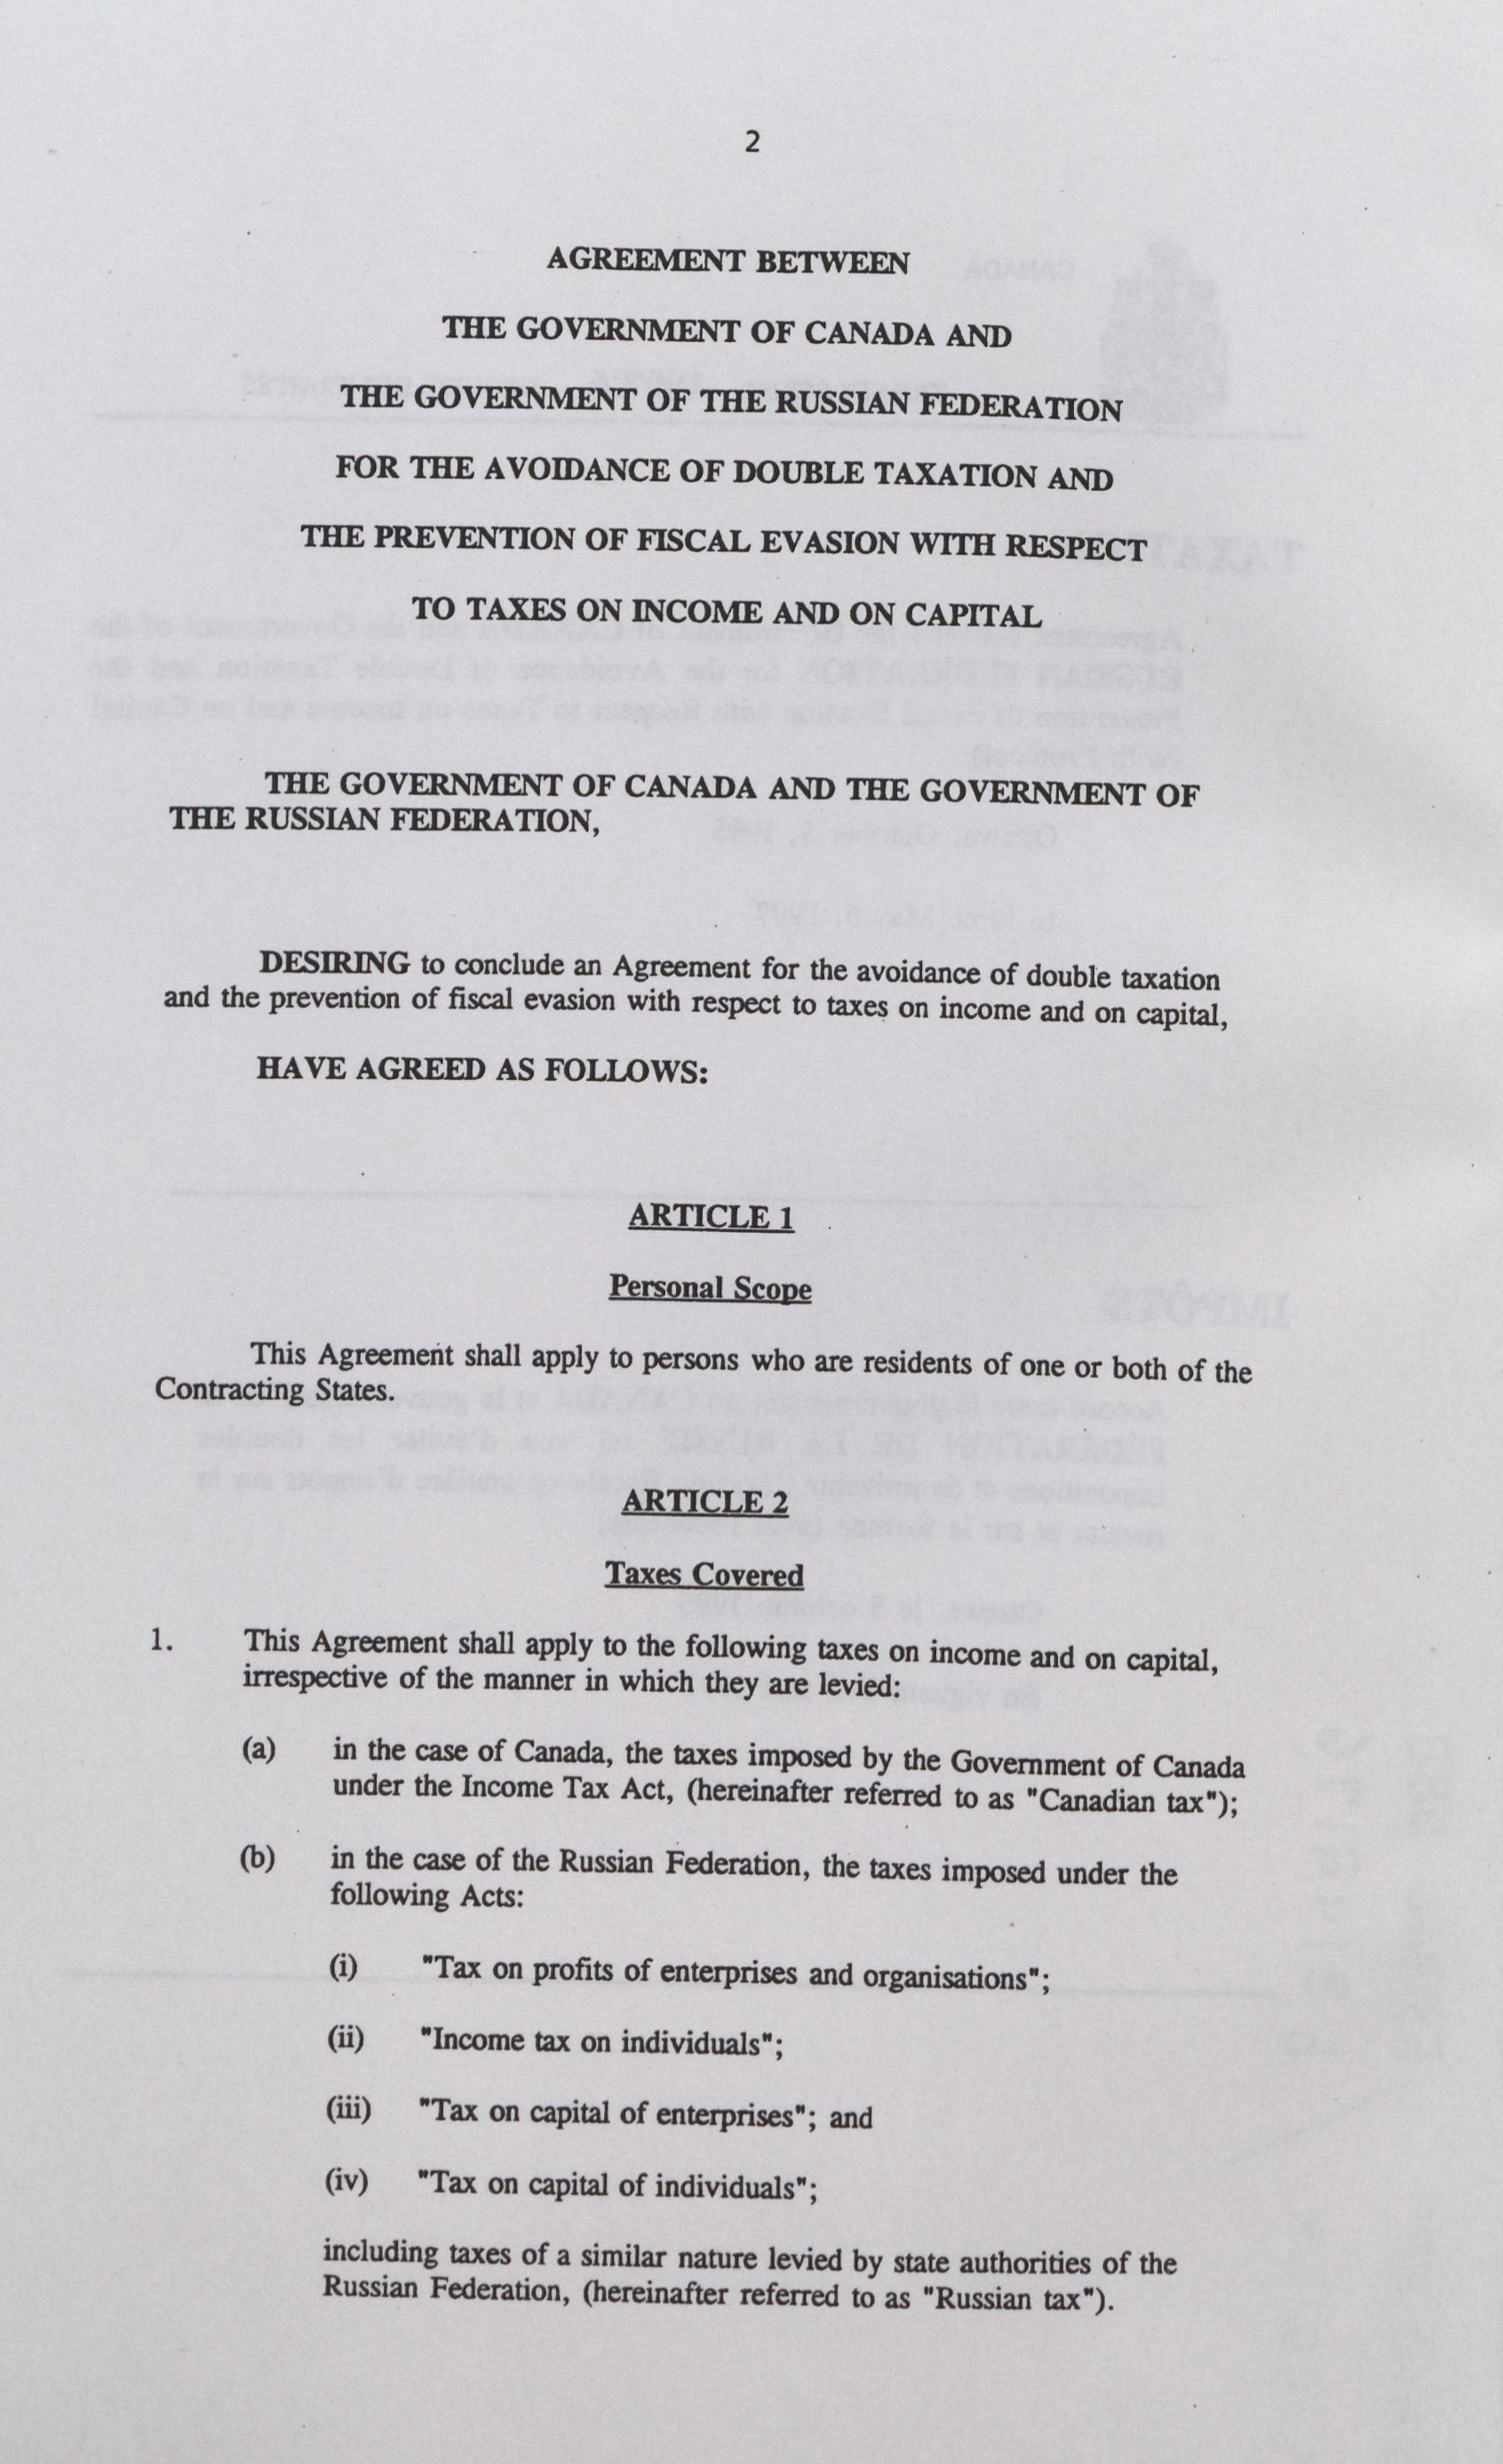 2
AGREEMENT BETWEEN
THE GOVERNMENT OF CANADA AND
THE GOVERNMENT OF THE RUSSIAN FEDERATION
FOR THE AVOIDANCE OF DOUBLE TAXATION AND
THE PREVENTION OF FISCAL EVASION WITH RESPECT
TO TAXES ON INCOME AND ON CAPITAL
THE GOVERNMENT OF CANADA AND THE GOVERNMENT OF
THE RUSSIAN FEDERATION,
DESIRING to conclude an Agreement for the avoidance of double taxation
and the prevention of fiscal evasion with respect to taxes on income and on capital,
HAVE AGREED AS FOLLOWS:
ARTICLE 1
Personal Scope
This Agreement shall apply to persons who are residents of one or both of the
Contracting States.
ARTICLE 2
Taxes Covered
1. This Agreement shall apply to the following taxes on income and on capital,
irrespective of the manner in which they are levied:
(a) in the case of Canada, the taxes imposed by the Government of Canada
under the Income Tax Act, (hereinafter referred to as "Canadian tax");
(b) in the case of the Russian Federation, the taxes imposed under the
following Acts:
(i) "Tax on profits of enterprises and organisations";
(ii) "Income tax on individuals";
(iii) "Tax on capital of enterprises"; and
(iv) "Tax on capital of individuals";
including taxes of a similar nature levied by state authorities of the
Russian Federation, (hereinafter referred to as "Russian tax").